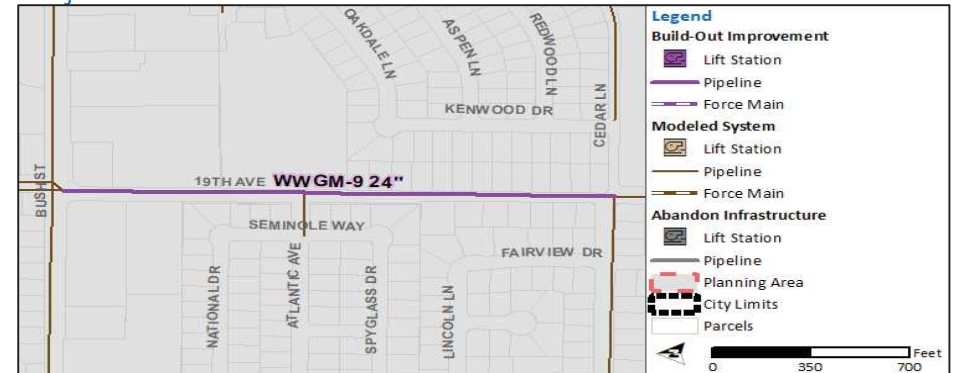 OAKDALE LN
ASPEN LN
REDWOOD LN
KENWOOD DR
CEDAR LN
BUSH ST
19TH AVE WWGM-9 24"
SEMINOLE WAY
FAIRVIEW DR
NATIONAL DR
ATLANTIC AVE
SPYGLASS DR
LINCOLN LN
Legend
Build-Out Improvement
Lift Station
Pipeline
Force Main
Modeled System
Lift Station
Pipeline
Force Main
Abandon Infrastructure
Lift Station
Pipeline
Planning Area
City Limits
Parcels
Feet
0 350 700